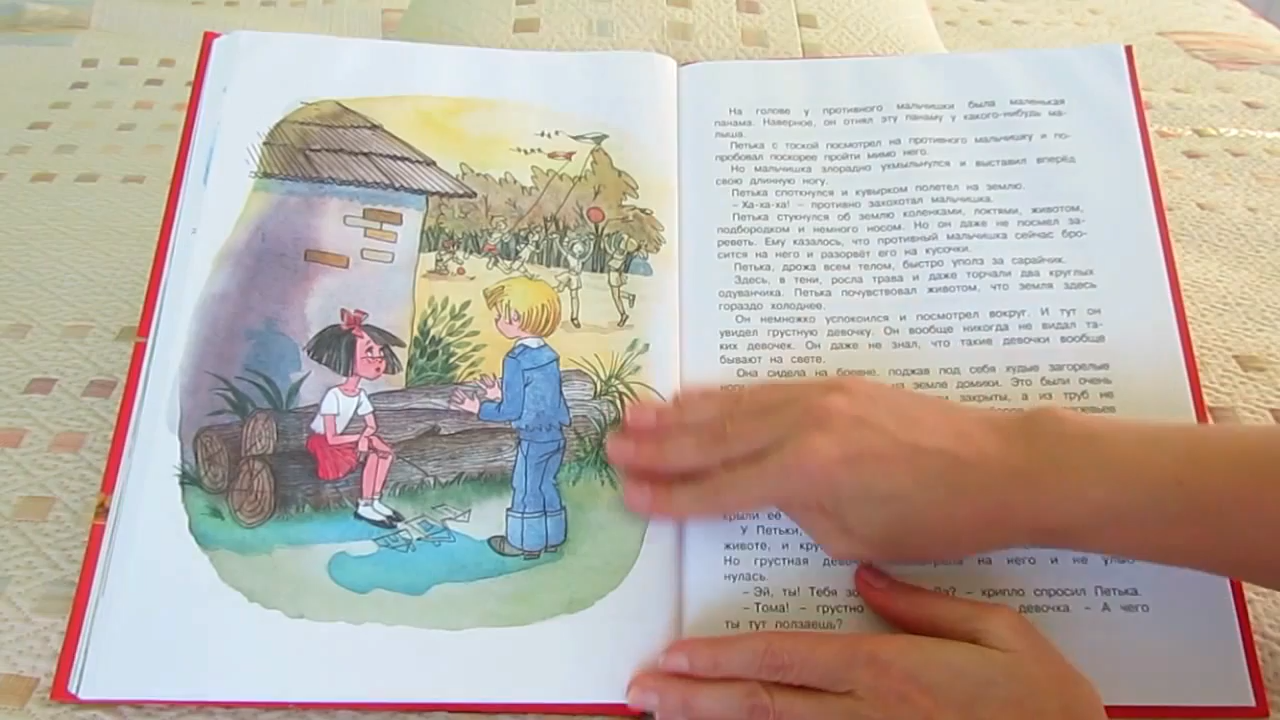 На голове у противного мальчишки была маленькая
панама. Наверное, он отнял эту панаму у какого-нибудь ма-
лыша.
Петька с тоской посмотрел на противного мальчишку и по-
пробовал поскорее пройти мимо него.
Но мальчишка злорадно ухмыльнулся и выставил вперёд
свою длинную ногу.
Петька споткнулся и кувырком полетел на землю.
– Ха-ха-ха! – противно захохотал мальчишка.
Петька стукнулся об землю коленками, локтями, животом,
подбородком и немного носом. Но он даже не посмел за-
реветь. Ему казалось, что противный мальчишка сейчас бро-
сится на него и разорвёт его на кусочки.
Петька, дрожа всем телом, быстро уполз за сарайчик.
Здесь, в тени, росла трава и даже торчали два круглых
одуванчика. Петька почувствовал животом, что земля здесь
гораздо холоднее.
Он немножко успокоился и посмотрел вокруг. И тут он
увидел грустную девочку. Он вообще никогда не видал та-
ких девочек. Он даже не знал, что такие девочки вообще
бывают на свете.
Она сидела на бревне, поджав под себя худые загорелые
на земле домики. Это были очень
закрыты, а из труб не
крыли её
У Петьки,
животе, и
Но грустная на него и не улыб-
нулась.
– Эй, ты! Тебя – хрипло спросил Петька.
– Тома! – грустно девочка. – А чего
ты тут ползаешь?